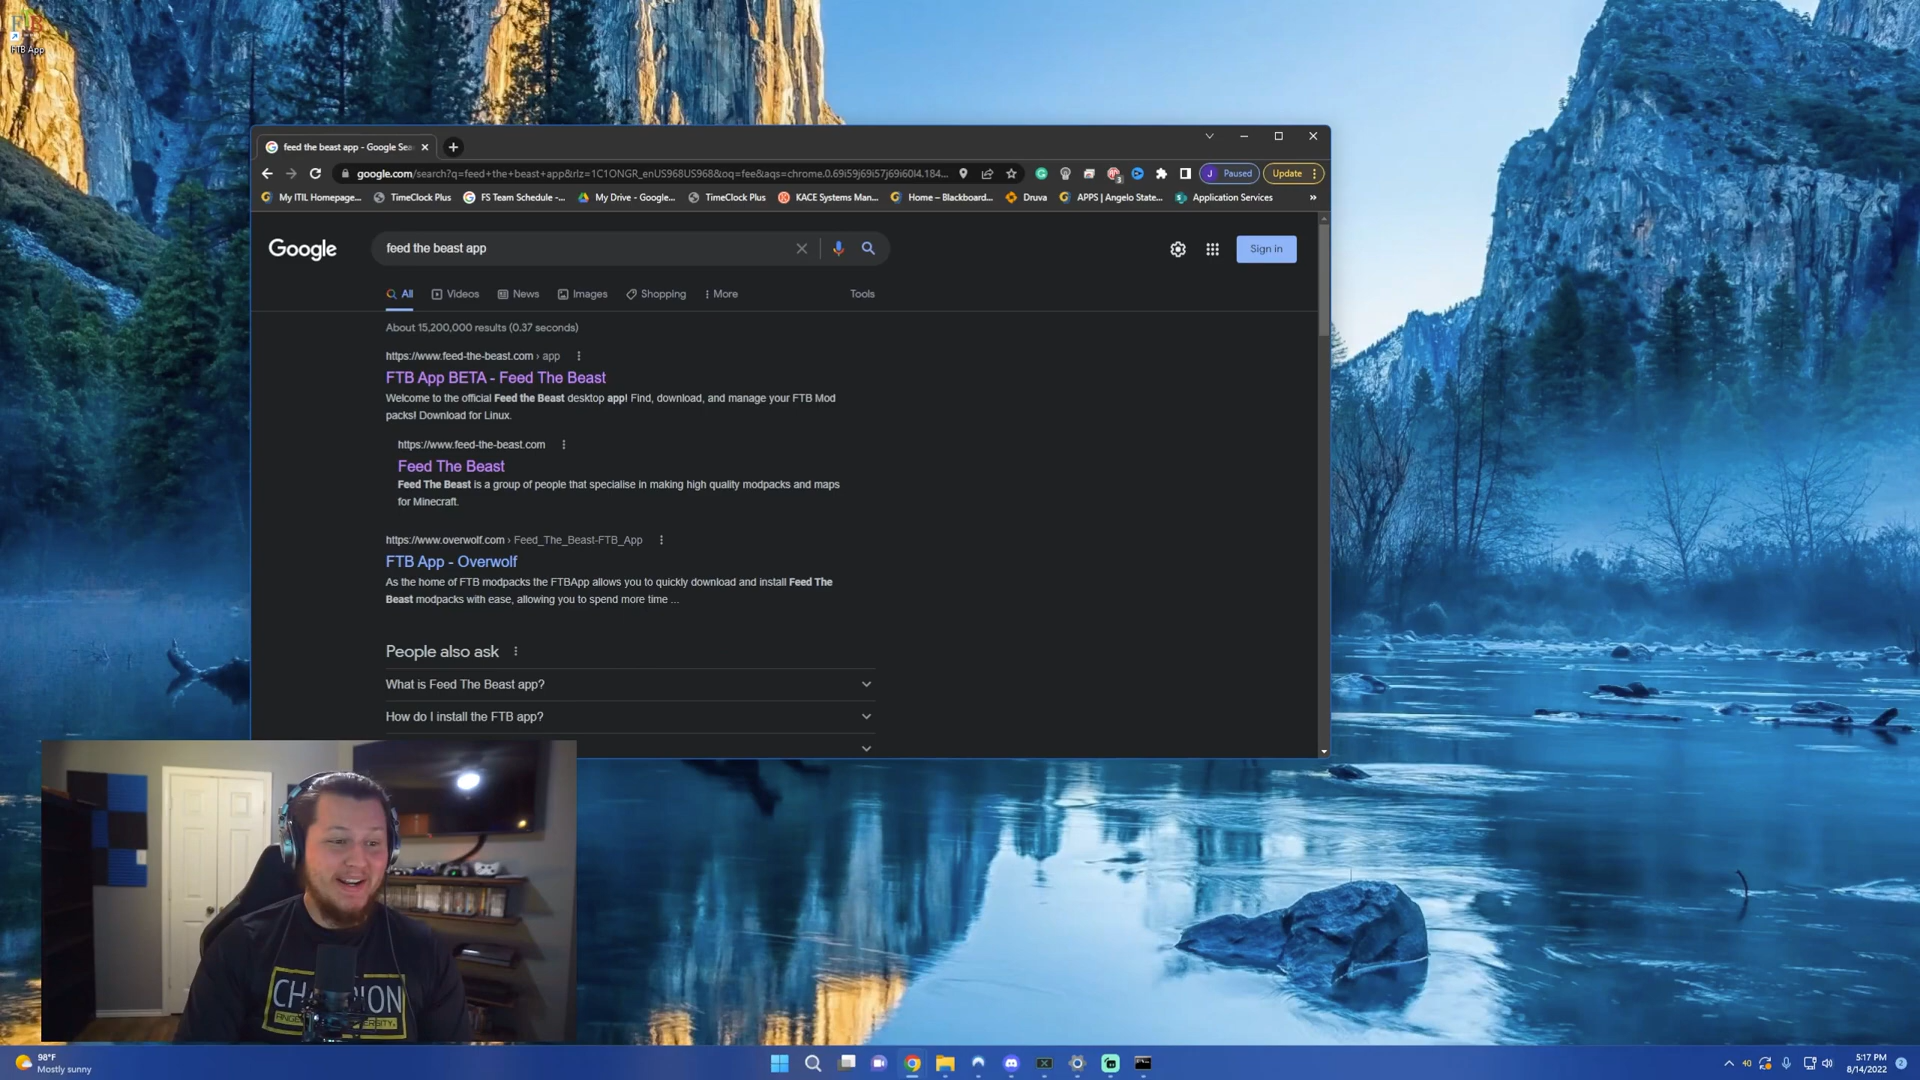 FTB App
feed the beast app - Google Sea
google.com/search?q=feed+the+beast+app&rlz=1C1ONGR_enUS968US968&oq=fee&aqs=chrome.0.69i59j69i57j69i60l4.184...
J Paused
Update
My ITIL Homepage...
TimeClock Plus
FS Team Schedule -...
My Drive - Google...
TimeClock Plus
KACE Systems Man...
Home – Blackboard...
Druva
APPS | Angelo State...
Application Services
»
Google
feed the beast app
Sign in
All
Videos
News
Images
Shopping
More
Tools
About 15,200,000 results (0.37 seconds)
https://www.feed-the-beast.com › app
FTB App BETA - Feed The Beast
Welcome to the official Feed the Beast desktop app! Find, download, and manage your FTB Mod
packs! Download for Linux.
https://www.feed-the-beast.com
Feed The Beast
Feed The Beast is a group of people that specialise in making high quality modpacks and maps
for Minecraft.
https://www.overwolf.com › Feed_The_Beast-FTB_App
FTB App - Overwolf
As the home of FTB modpacks the FTBApp allows you to quickly download and install Feed The
Beast modpacks with ease, allowing you to spend more time ...
People also ask
What is Feed The Beast app?
How do I install the FTB app?
98°F
Mostly sunny
40
5:17 PM
8/14/2022
2